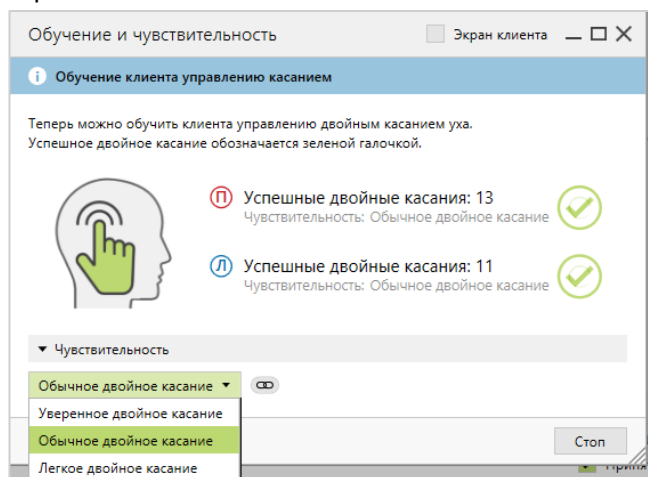 Обучение и чувствительность
Экран клиента
Обучение клиента управлению касанием
Теперь можно обучить клиента управлению двойным касанием уха.
Успешное двойное касание обозначается зеленой галочкой.
П Успешные двойные касания: 13
Чувствительность: Обычное двойное касание
Л Успешные двойные касания: 11
Чувствительность: Обычное двойное касание
Чувствительность
Обычное двойное касание
Уверенное двойное касание
Обычное двойное касание
Стоп
Легкое двойное касание